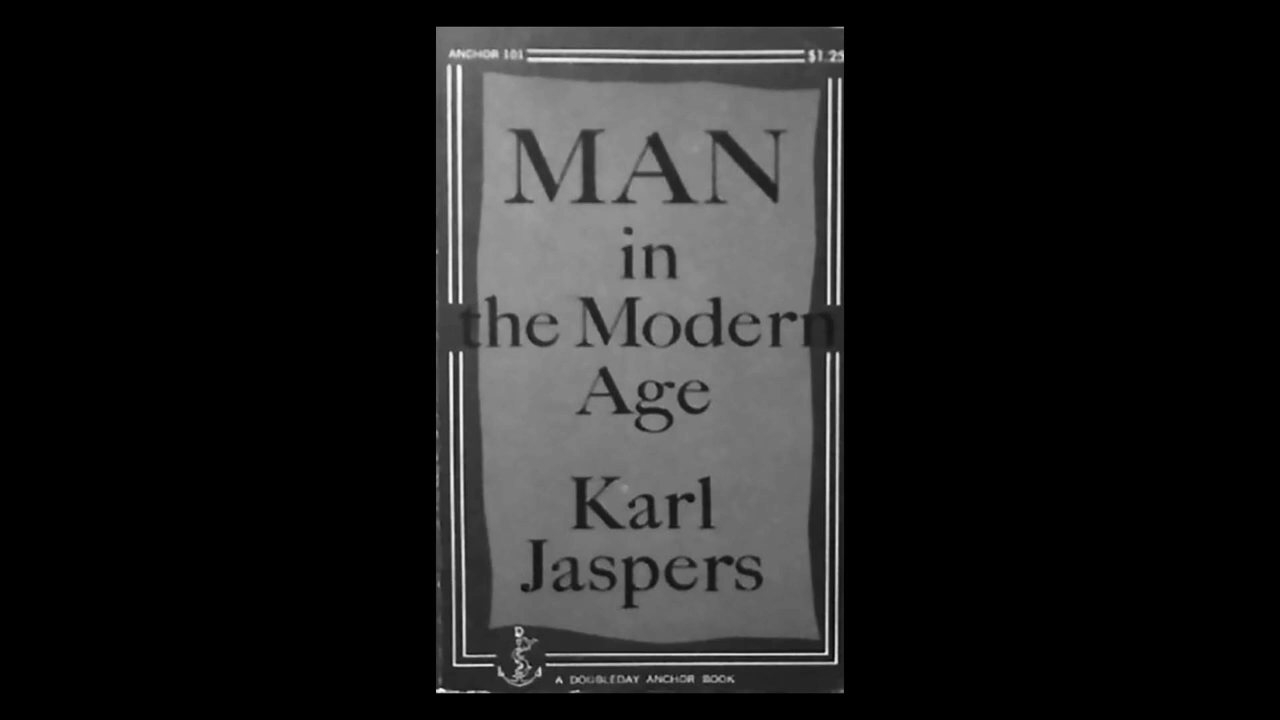 ANCHOR 101 $1.25
MAN
in
the Modern
Age
Karl
Jaspers
A DOUBLEDAY ANCHOR BOOK